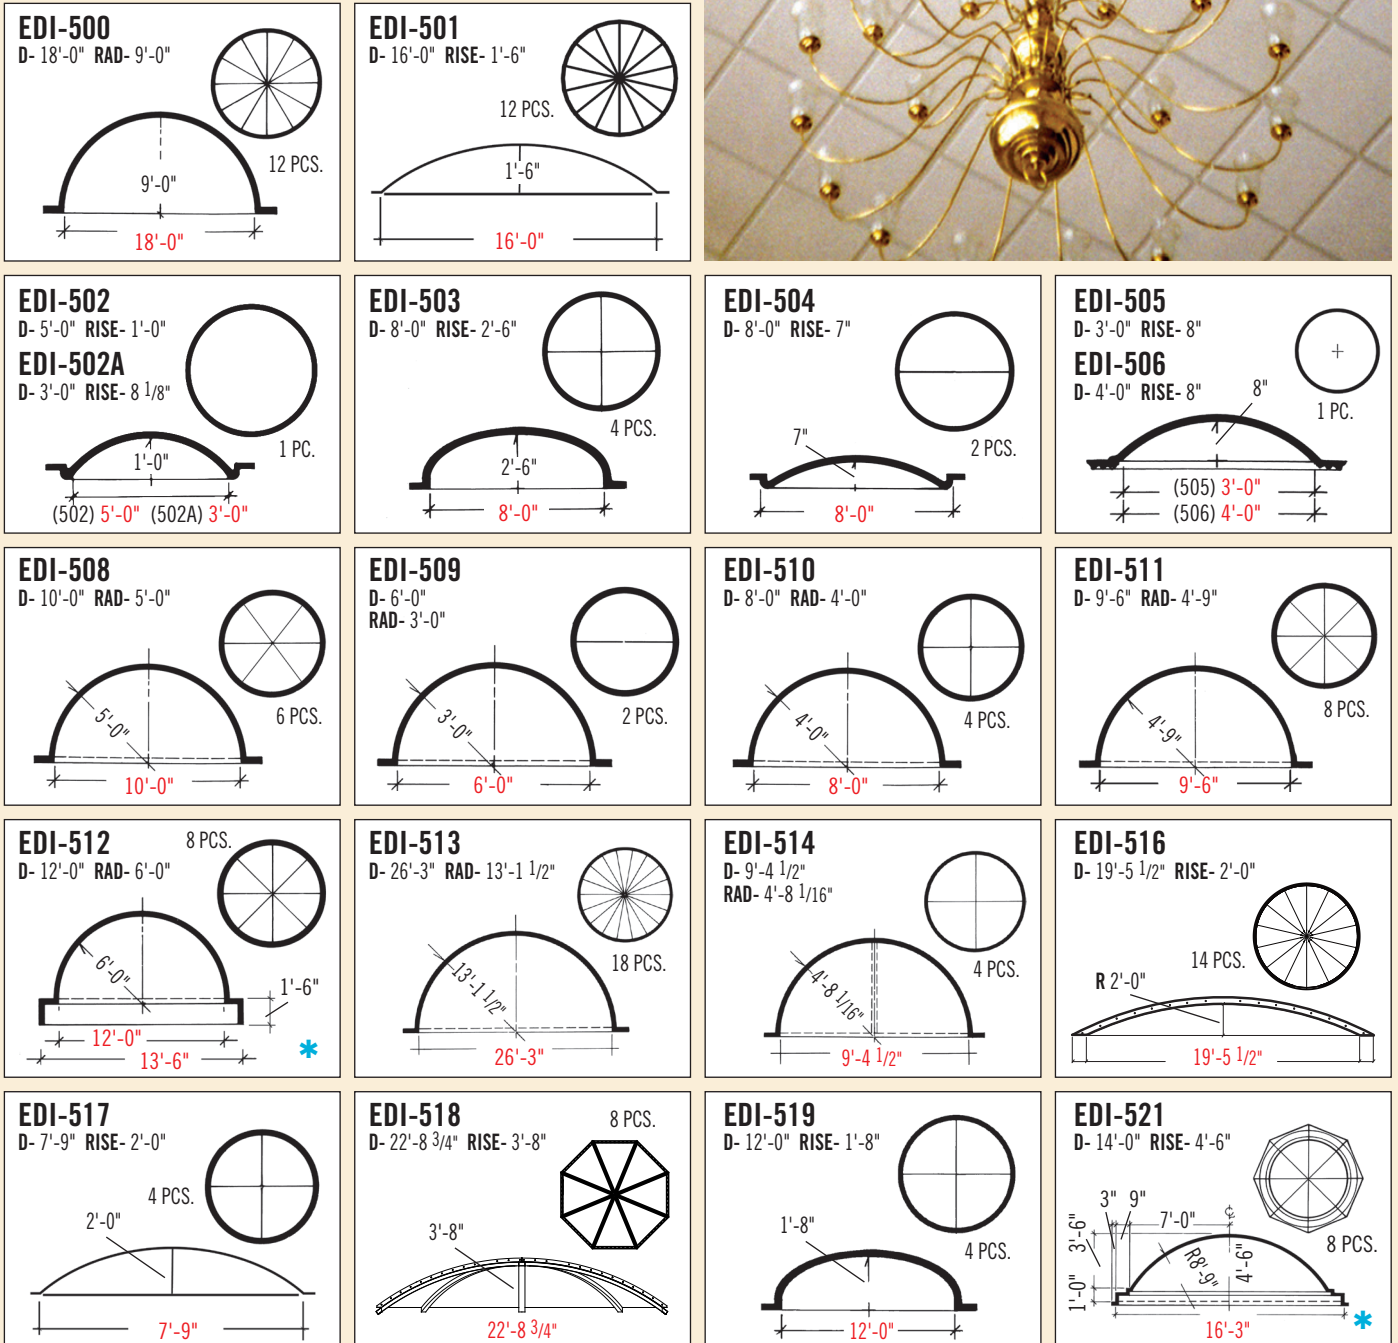 EDI-500
D- 18'-0" RAD- 9'-0"
12 PCS.
9'-0"
18'-0"
EDI-501
D- 16'-0" RISE- 1'-6"
12 PCS.
1'-6"
16'-0"
EDI-502
D- 5'-0" RISE- 1'-0"
EDI-502A
D- 3'-0" RISE- 8 1/8"
1 PC.
1'-0"
(502) 5'-0" (502A) 3'-0"
EDI-503
D- 8'-0" RISE- 2'-6"
4 PCS.
2'-6"
8'-0"
EDI-504
D- 8'-0" RISE- 7"
2 PCS.
7"
8'-0"
EDI-505
D- 3'-0" RISE- 8"
EDI-506
D- 4'-0" RISE- 8"
8"
1 PC.
(505) 3'-0"
(506) 4'-0"
EDI-508
D- 10'-0" RAD- 5'-0"
6 PCS.
5'-0"
10'-0"
EDI-509
D- 6'-0"
RAD- 3'-0"
2 PCS.
3'-0"
6'-0"
EDI-510
D- 8'-0" RAD- 4'-0"
4 PCS.
4'-0"
8'-0"
EDI-511
D- 9'-6" RAD- 4'-9"
8 PCS.
4'-9"
9'-6"
EDI-512
8 PCS.
D- 12'-0" RAD- 6'-0"
6'-0"
1'-6"
12'-0"
13'-6"
*
EDI-513
D- 26'-3" RAD- 13'-1 1/2"
18 PCS.
13'-1 1/2"
26'-3"
EDI-514
D- 9'-4 1/2"
RAD- 4'-8 1/16"
4 PCS.
4'-8 1/16"
9'-4 1/2"
EDI-516
D- 19'-5 1/2" RISE- 2'-0"
14 PCS.
R 2'-0"
19'-5 1/2"
EDI-517
D- 7'-9" RISE- 2'-0"
4 PCS.
2'-0"
7'-9"
EDI-518
8 PCS.
D- 22'-8 3/4" RISE- 3'-8"
3'-8"
22'-8 3/4"
EDI-519
D- 12'-0" RISE- 1'-8"
1'-8"
4 PCS.
12'-0"
EDI-521
D- 14'-0" RISE- 4'-6"
3" 9"
℄
7'-0"
3'-6"
8 PCS.
R8'-9"
4'-6"
1'-0"
16'-3"
*